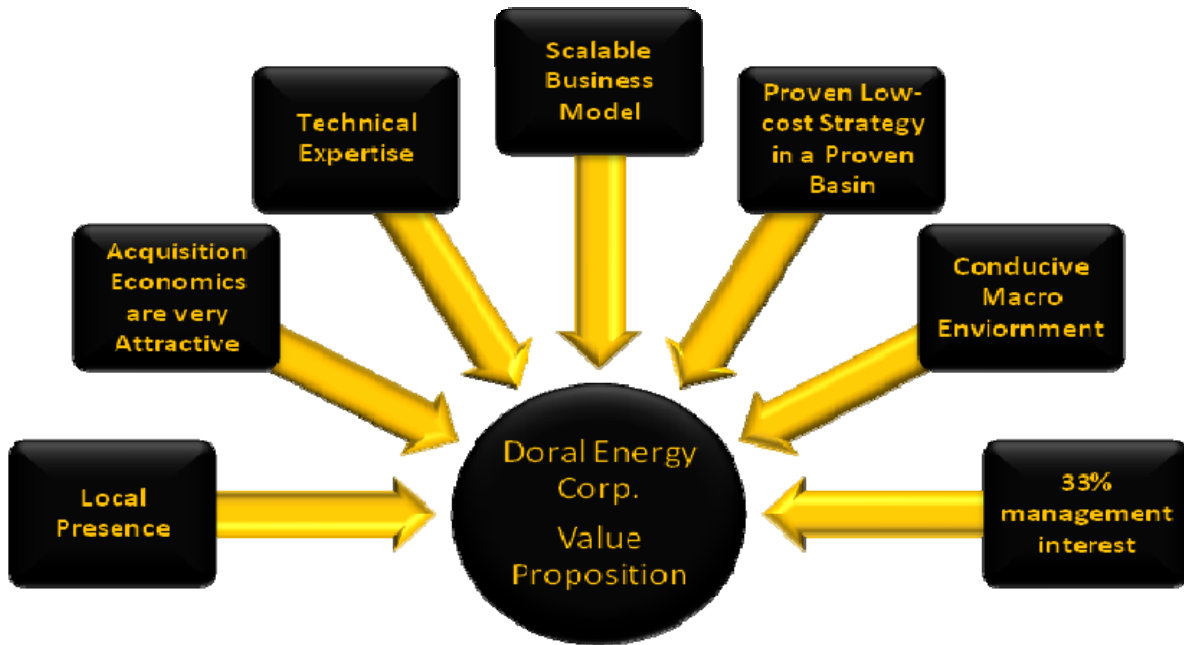 Scalable
Business
Model
Technical
Expertise
Proven Low-
cost Strategy
in a Proven
Basin
Acquisition
Economics
are very
Attractive
Conducive
Macro
Enviornment
Local
Presence
Doral Energy
Corp.
Value
Proposition
33%
management
interest